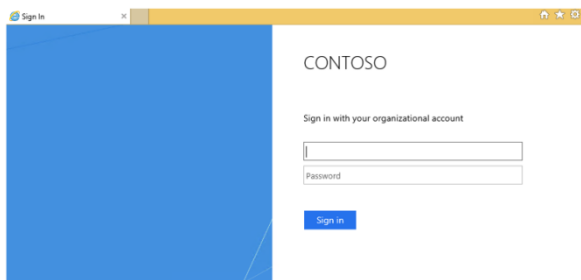 Sign In
CONTOSO
Sign in with your organizational account
Password
Sign in